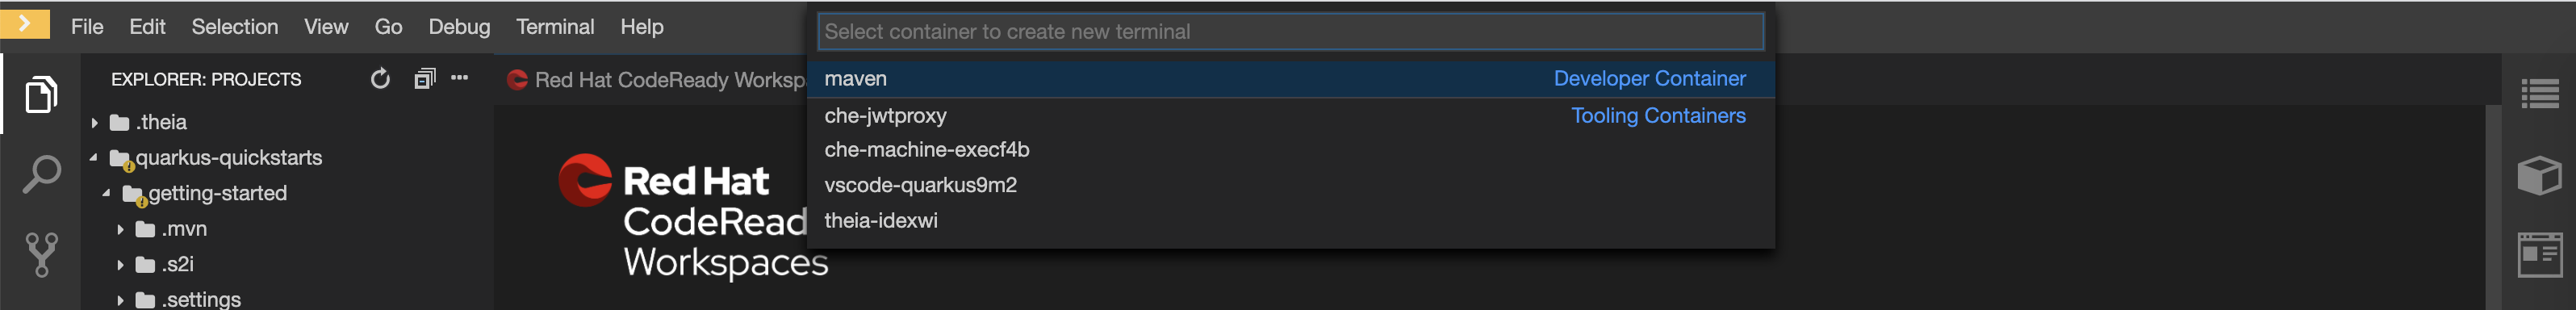 File Edit Selection View Go Debug Terminal Help
Select container to create new terminal
maven Developer Container
che-jwtproxy Tooling Containers
che-machine-execf4b
vscode-quarkus9m2
theia-idexwi
EXPLORER: PROJECTS
.theia
quarkus-quickstarts
getting-started
.mvn
.s2i
.settings
Red Hat CodeReady Worksp
Red Hat
CodeRead
Workspaces